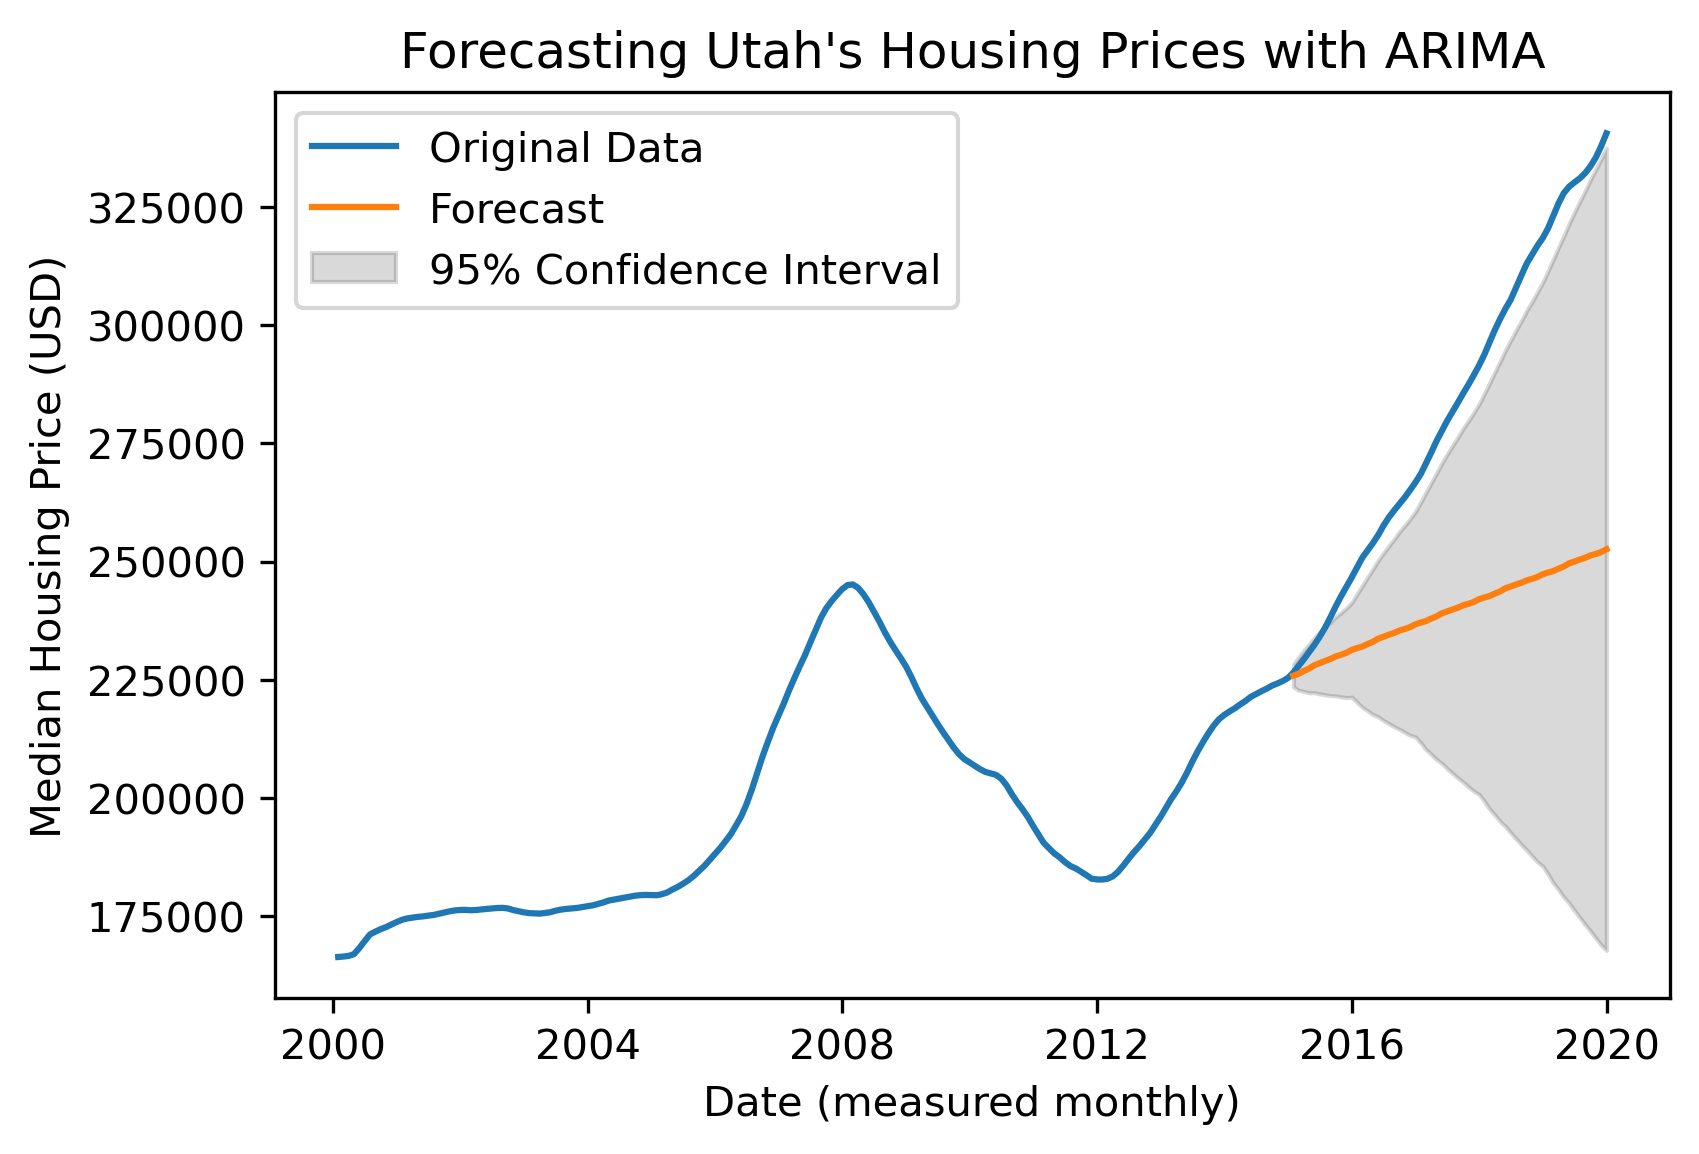 Forecasting Utah's Housing Prices with ARIMA
Original Data
Forecast
95% Confidence Interval
Median Housing Price (USD)
325000
300000
275000
250000
225000
200000
175000
2000 2004 2008 2012 2016 2020
Date (measured monthly)